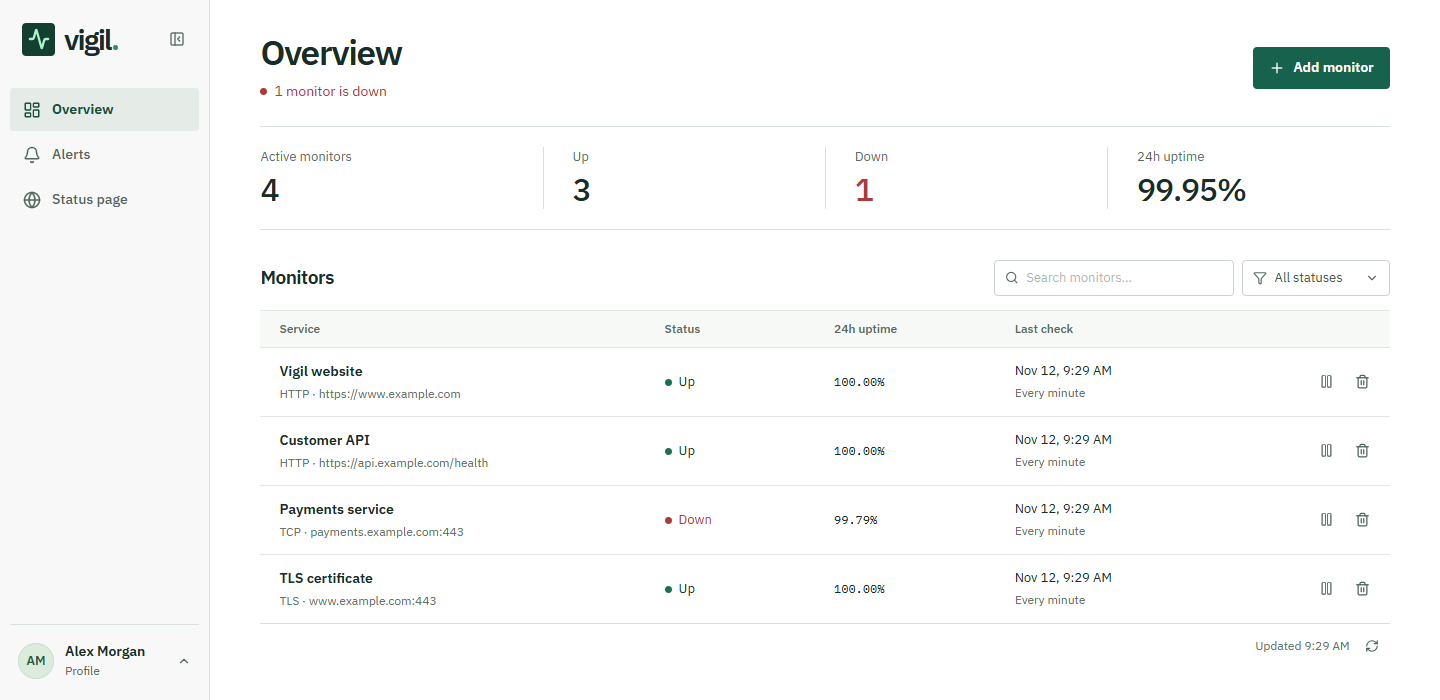 vigil.
Overview
Alerts
Status page
AM
Alex Morgan
Profile
Overview
1 monitor is down
Add monitor
Active monitors
4
Up
3
Down
1
24h uptime
99.95%
Monitors
Search monitors...
All statuses
Service Status 24h uptime Last check
Vigil website
HTTP · https://www.example.com
Up
100.00%
Nov 12, 9:29 AM
Every minute
Customer API
HTTP · https://api.example.com/health
Up
100.00%
Nov 12, 9:29 AM
Every minute
Payments service
TCP · payments.example.com:443
Down
99.79%
Nov 12, 9:29 AM
Every minute
TLS certificate
TLS · www.example.com:443
Up
100.00%
Nov 12, 9:29 AM
Every minute
Updated 9:29 AM